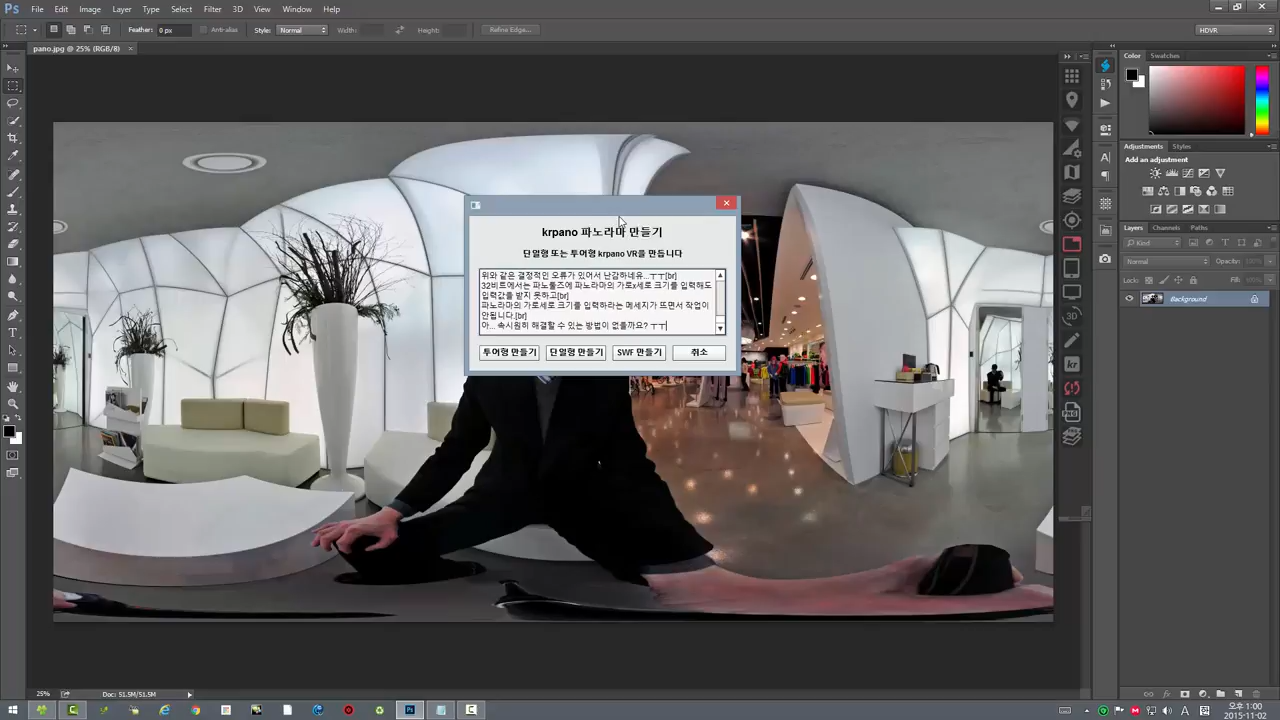 Ps File Edit Image Layer Type Select Filter 3D View Window Help
Feather: 0 px Anti-alias Style: Normal Width: Height: Refine Edge... HDVR
pano.jpg @ 25% (RGB/8) ×
Color Swatches
Adjustments Styles
Add an adjustment
Layers Channels Paths
Kind
Normal Opacity: 100%
Lock: Fill: 100%
Background
krpano 파노라마 만들기
단일형 또는 투어형 krpano VR를 만듭니다
위와 같은 결정적인 오류가 있어서 난감하네유...ㅜㅜ[br]
32비트에서는 파노툴즈에 파노라마의 가로x세로 크기를 입력해도
입력값을 받지 못하고[br]
파노라마의 가로세로 크기를 입력하라는 메세지가 뜨면서 작업이
안됩니다.[br]
아... 속시원히 해결할 수 있는 방법이 없을까요? ㅜㅜ
투어형 만들기 단일형 만들기 SWF 만들기 취소
3D
kr
PNG
25% Doc: 51.5M/51.5M
오후 1:00
2015-11-02